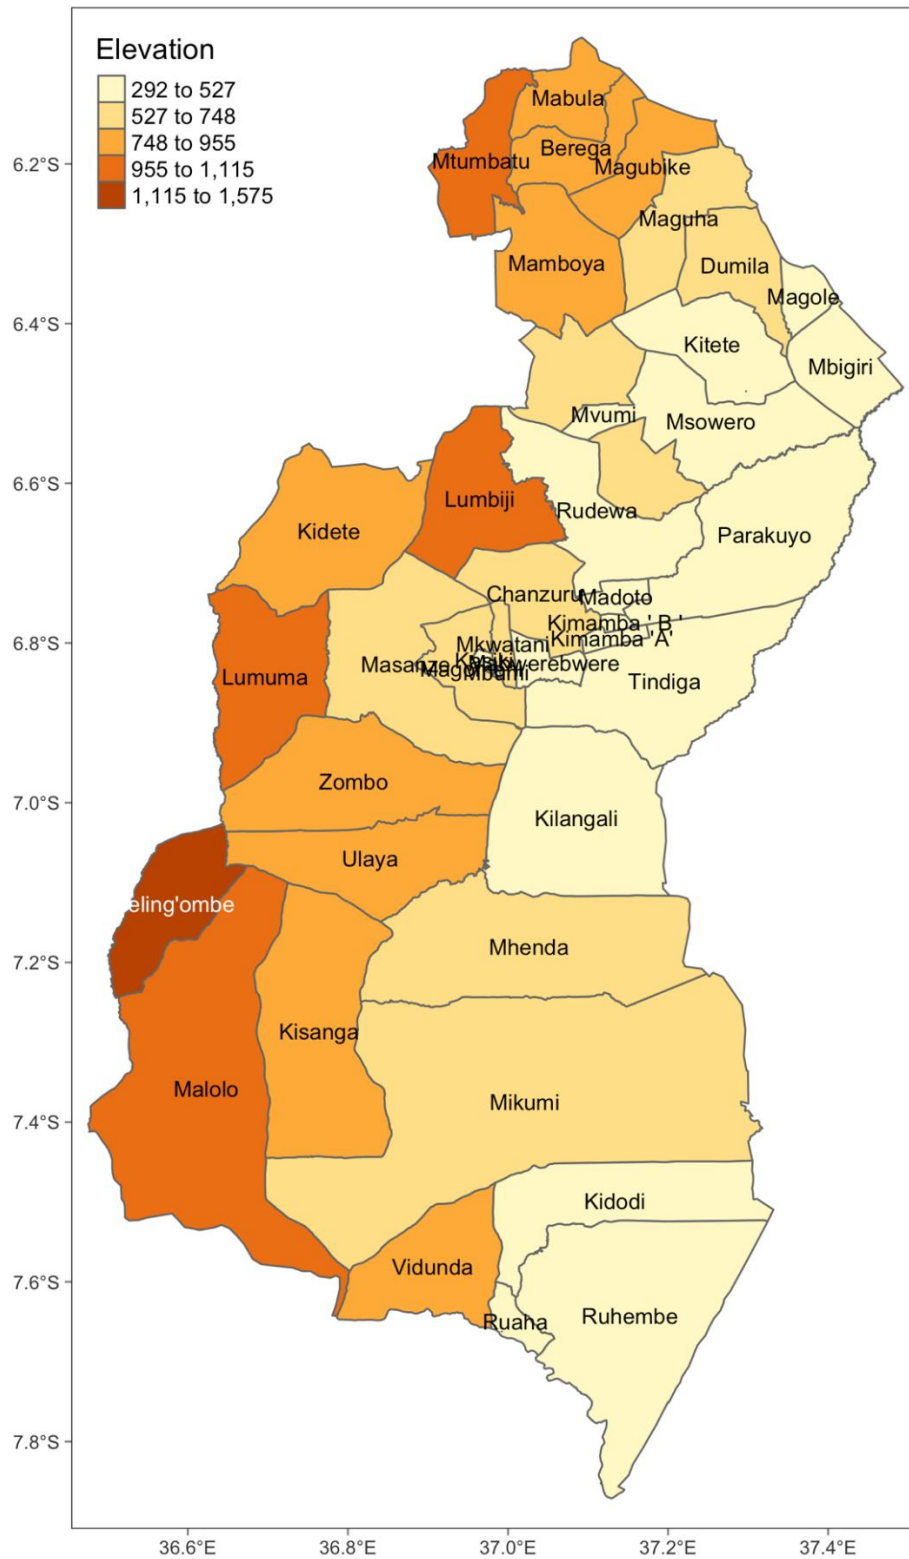 Elevation
292 to 527
527 to 748
748 to 955
955 to 1,115
1,115 to 1,575
Mabula
Berega
Mtumbatu
Magubike
Maguha
Mamboya
Dumila
Magole
Kitete
Mbigiri
Mvumi
Msowero
Lumbiji
Rudewa
Kidete
Parakuyo
Chanzuru
Madoto
Kimamba ' B '
Kimamba 'A'
Mkwatani
Masanze
Lumuma
Tindiga
Zombo
Kilangali
Ulaya
eling'ombe
Mhenda
Kisanga
Malolo
Mikumi
Kidodi
Vidunda
Ruaha
Ruhembe
6.2°S
6.4°S
6.6°S
6.8°S
7.0°S
7.2°S
7.4°S
7.6°S
7.8°S
36.6°E
36.8°E
37.0°E
37.2°E
37.4°E